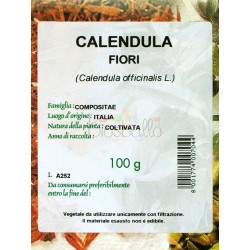 CALENDULA
FIORI
(Calendula officinalis L.)
Famiglia : COMPOSITAE
Luogo d'origine : ITALIA
Natura della pianta : COLTIVATA
Anno di raccolta :
100 g
L A252
Da consumarsi preferibilmente
entro la fine del :
Vegetale da utilizzare unicamente con filtrazione.
Il materiale esausto non è edibile.